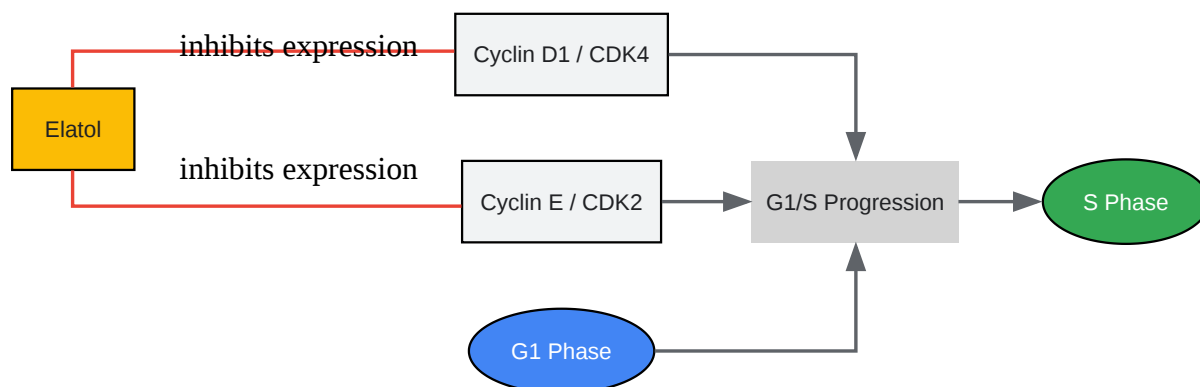 inhibits expression
Cyclin D1 / CDK4
Elatol
inhibits expression
Cyclin E / CDK2
G1/S Progression
S Phase
G1 Phase